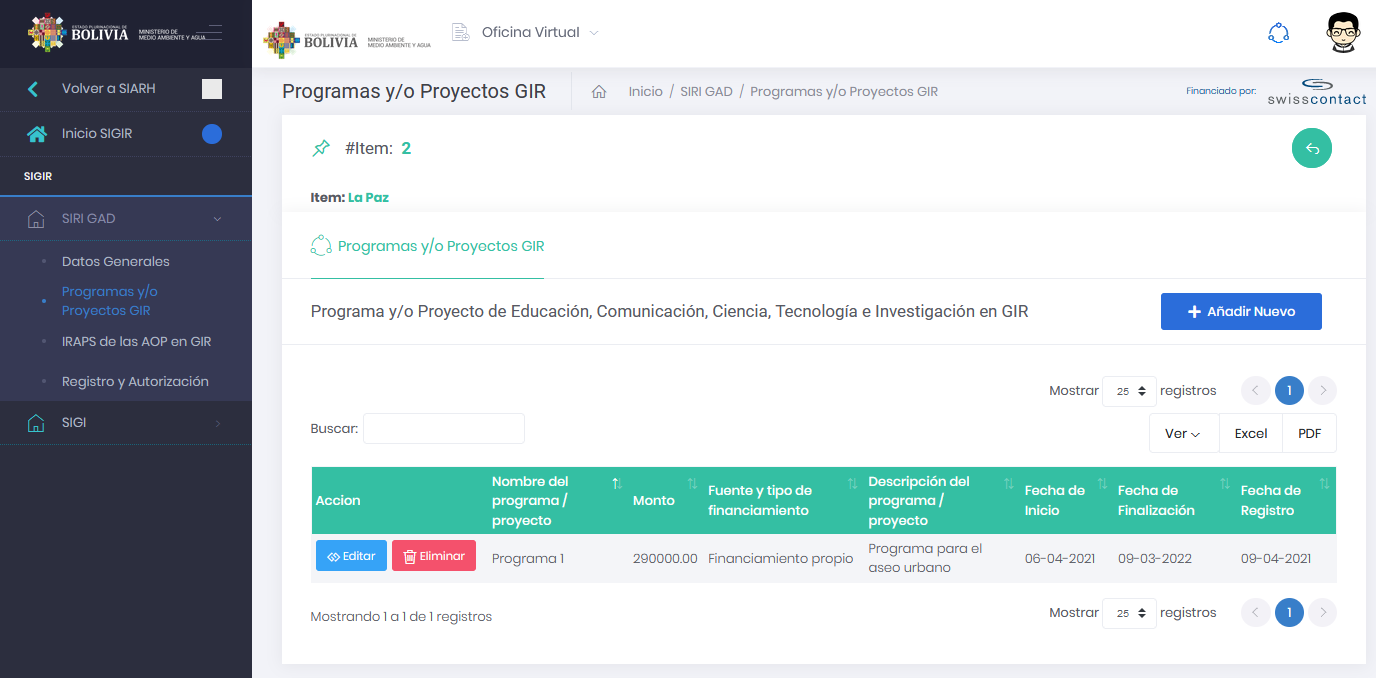 ESTADO PLURINACIONAL DE
BOLIVIA
MINISTERIO DE
MEDIO AMBIENTE Y AGUA
Volver a SIARH
Inicio SIGIR
SIGIR
SIRI GAD
Datos Generales
Programas y/o
Proyectos GIR
IRAPS de las AOP en GIR
Registro y Autorización
SIGI
ESTADO PLURINACIONAL DE
BOLIVIA
MINISTERIO DE
MEDIO AMBIENTE Y AGUA
Oficina Virtual
Programas y/o Proyectos GIR
Inicio / SIRI GAD / Programas y/o Proyectos GIR
Financiado por:
swisscontact
#Item: 2
Item: La Paz
Programas y/o Proyectos GIR
Programa y/o Proyecto de Educación, Comunicación, Ciencia, Tecnología e Investigación en GIR
Añadir Nuevo
Mostrar 25 registros
1
Buscar:
Ver Excel PDF
Accion
Nombre del
programa /
proyecto
Monto
Fuente y tipo de
financiamiento
Descripción del
programa /
proyecto
Fecha de
Inicio
Fecha de
Finalización
Fecha de
Registro
Editar
Eliminar
Programa 1
290000.00
Financiamiento propio
Programa para el
aseo urbano
06-04-2021
09-03-2022
09-04-2021
Mostrando 1 a 1 de 1 registros
Mostrar 25 registros
1